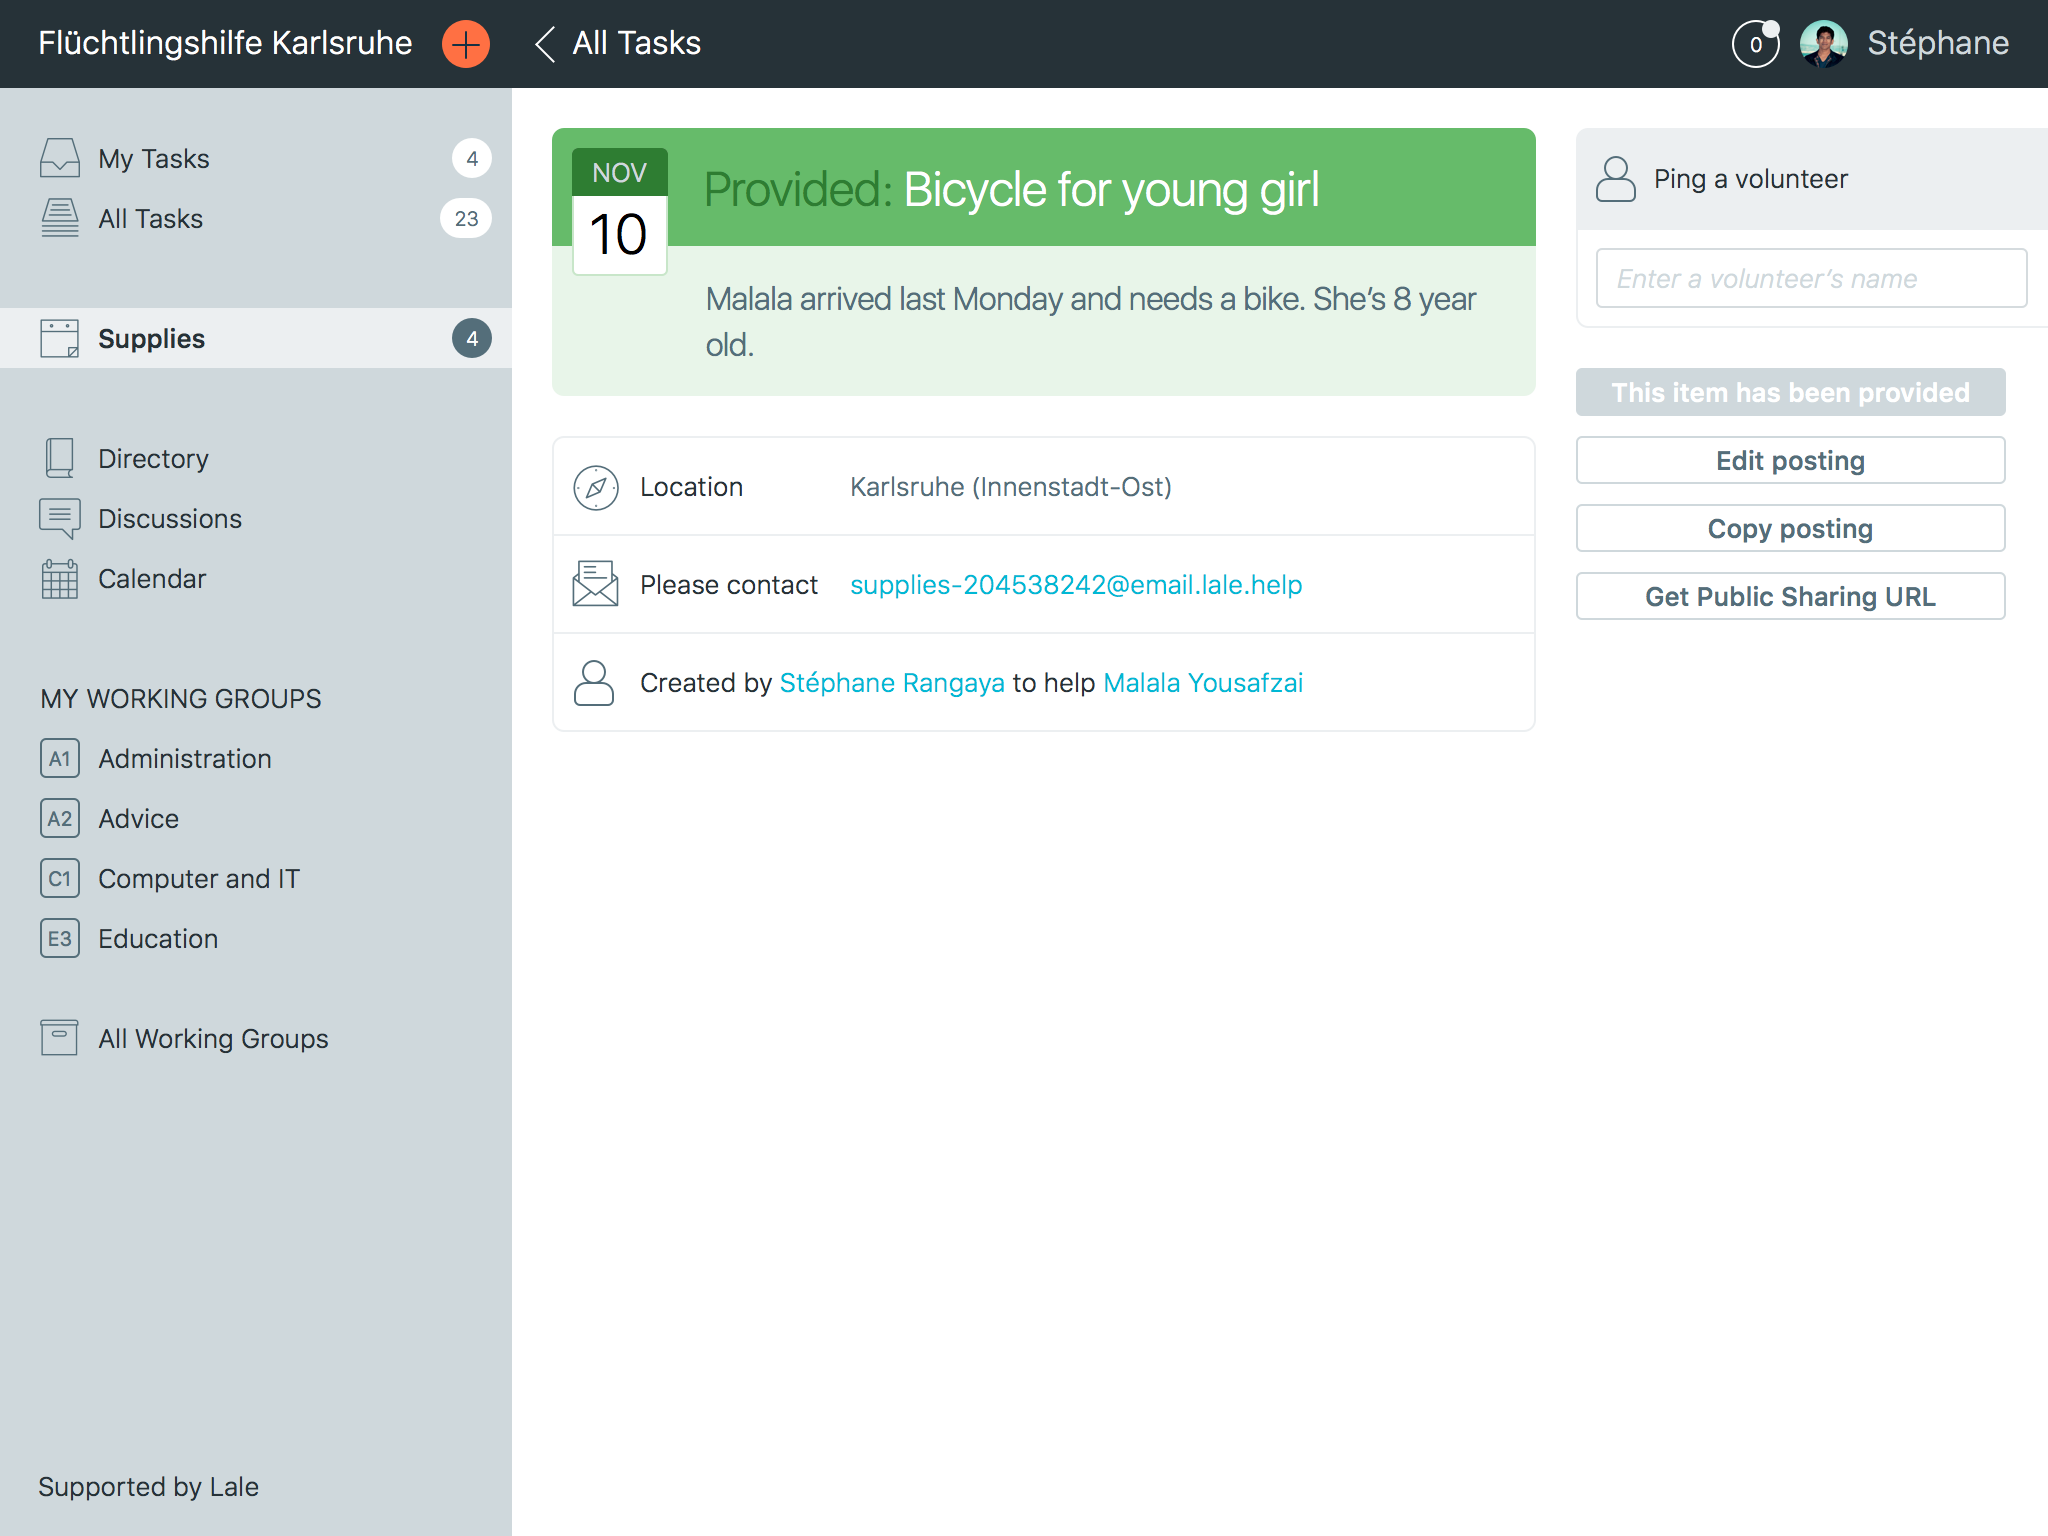 Flüchtlingshilfe Karlsruhe
All Tasks
0
Stéphane
My Tasks 4
All Tasks 23
Supplies 4
Directory
Discussions
Calendar
MY WORKING GROUPS
A1 Administration
A2 Advice
C1 Computer and IT
E3 Education
All Working Groups
Supported by Lale
NOV
10
Provided: Bicycle for young girl
Malala arrived last Monday and needs a bike. She’s 8 year
old.
Location Karlsruhe (Innenstadt-Ost)
Please contact supplies-204538242@email.lale.help
Created by Stéphane Rangaya to help Malala Yousafzai
Ping a volunteer
Enter a volunteer’s name
This item has been provided
Edit posting
Copy posting
Get Public Sharing URL